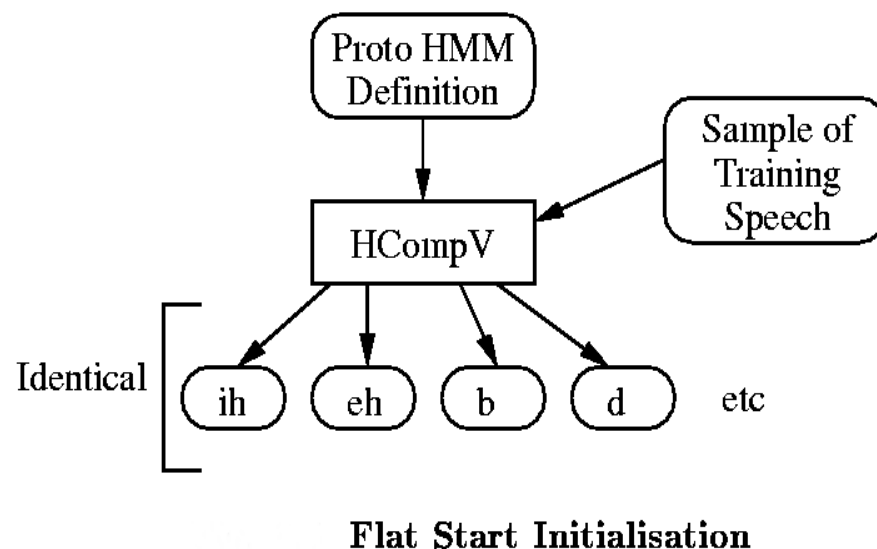 Proto HMM
Definition
Sample of
Training
Speech
HCompV
Identical
ih eh b d etc
Flat Start Initialisation